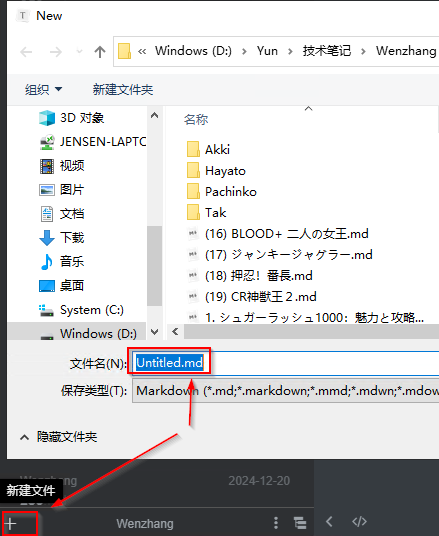 New
« Windows (D:) › Yun › 技术笔记 › Wenzhang
组织 新建文件夹
3D 对象
JENSEN-LAPTC
视频
图片
文档
下载
音乐
桌面
System (C:)
Windows (D:)
名称
Akki
Hayato
Pachinko
Tak
(16) BLOOD+ 二人の女王.md
(17) ジャンキージャグラー.md
(18) 押忍！番長.md
(19) CR神獣王２.md
1. シュガーラッシュ1000：魅力と攻略...
文件名(N): Untitled.md
保存类型(T): Markdown (*.md;*.markdown;*.mmd;*.mdwn;*.mdow
隐藏文件夹
Wenzhang 2024-12-20
新建文件
Wenzhang